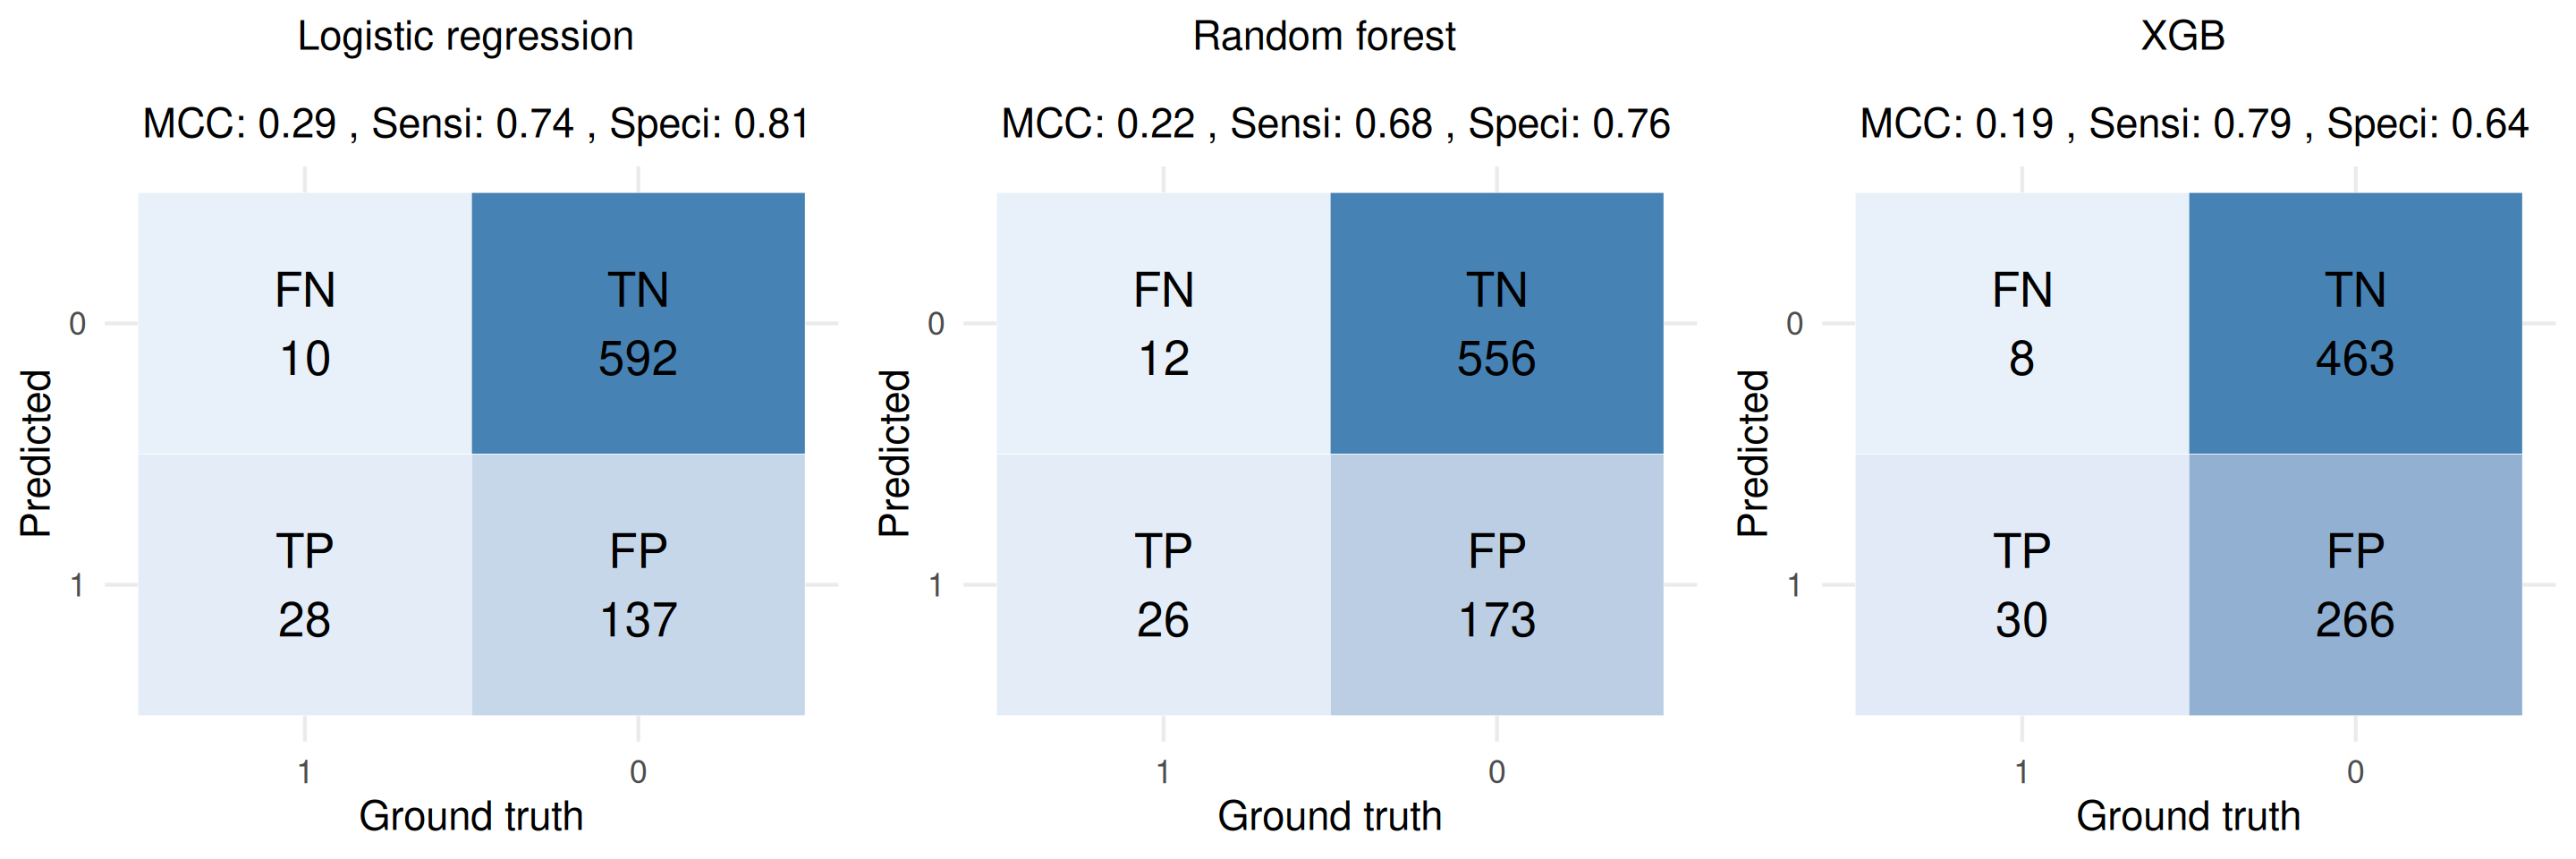 Logistic regression
MCC: 0.29 , Sensi: 0.74 , Speci: 0.81
FN
10
TN
592
TP
28
FP
137
0
1
Predicted
1
0
Ground truth
Random forest
MCC: 0.22 , Sensi: 0.68 , Speci: 0.76
FN
12
TN
556
TP
26
FP
173
0
1
Predicted
1
0
Ground truth
XGB
MCC: 0.19 , Sensi: 0.79 , Speci: 0.64
FN
8
TN
463
TP
30
FP
266
0
1
Predicted
1
0
Ground truth